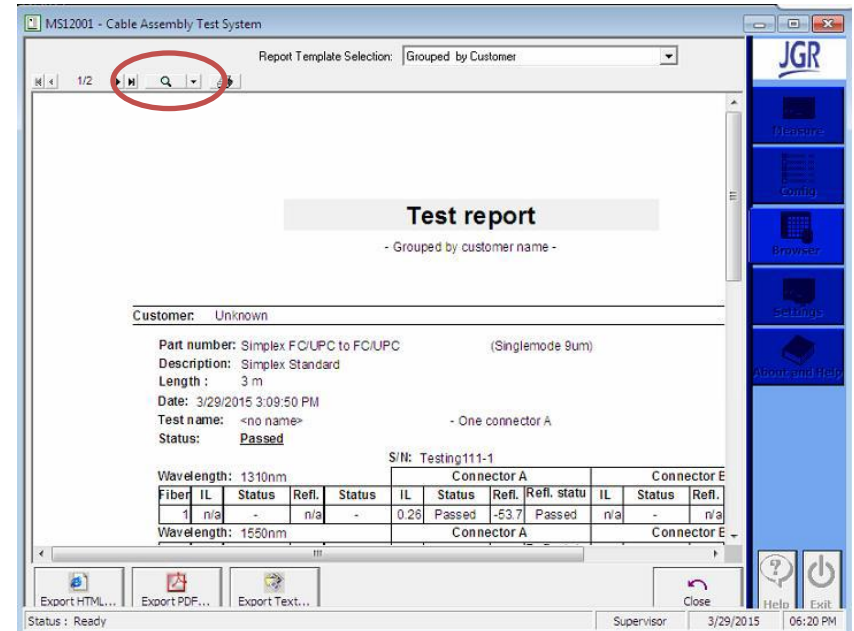 MS12001 - Cable Assembly Test System
Report Template Selection: Grouped by Customer
1/2
JGR
Measure
Config
Browser
Settings
About and Help
Test report
- Grouped by customer name -
Customer: Unknown
Part number: Simplex FC/UPC to FC/UPC (Singlemode 9um)
Description: Simplex Standard
Length : 3 m
Date: 3/29/2015 3:09:50 PM
Test name: <no name> - One connector A
Status: Passed
S/N: Testing111-1
Wavelength: 1310nm Connector A Connector B
Fiber IL Status Refl. Status IL Status Refl. Refl. statu IL Status Refl.
1 n/a - n/a - 0.26 Passed -53.7 Passed n/a - n/a
Wavelength: 1550nm Connector A Connector B
Export HTML... Export PDF... Export Text... Close Help Exit
Status : Ready Supervisor 3/29/2015 06:20 PM